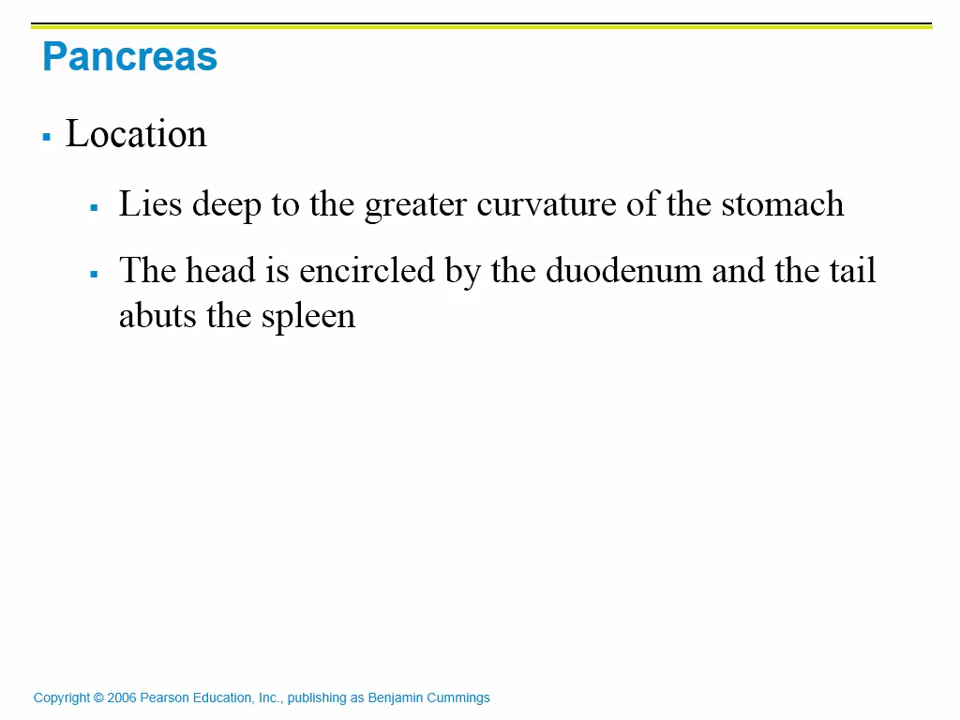 Pancreas
▪ Location
▪ Lies deep to the greater curvature of the stomach
▪ The head is encircled by the duodenum and the tail
abuts the spleen
Copyright © 2006 Pearson Education, Inc., publishing as Benjamin Cummings